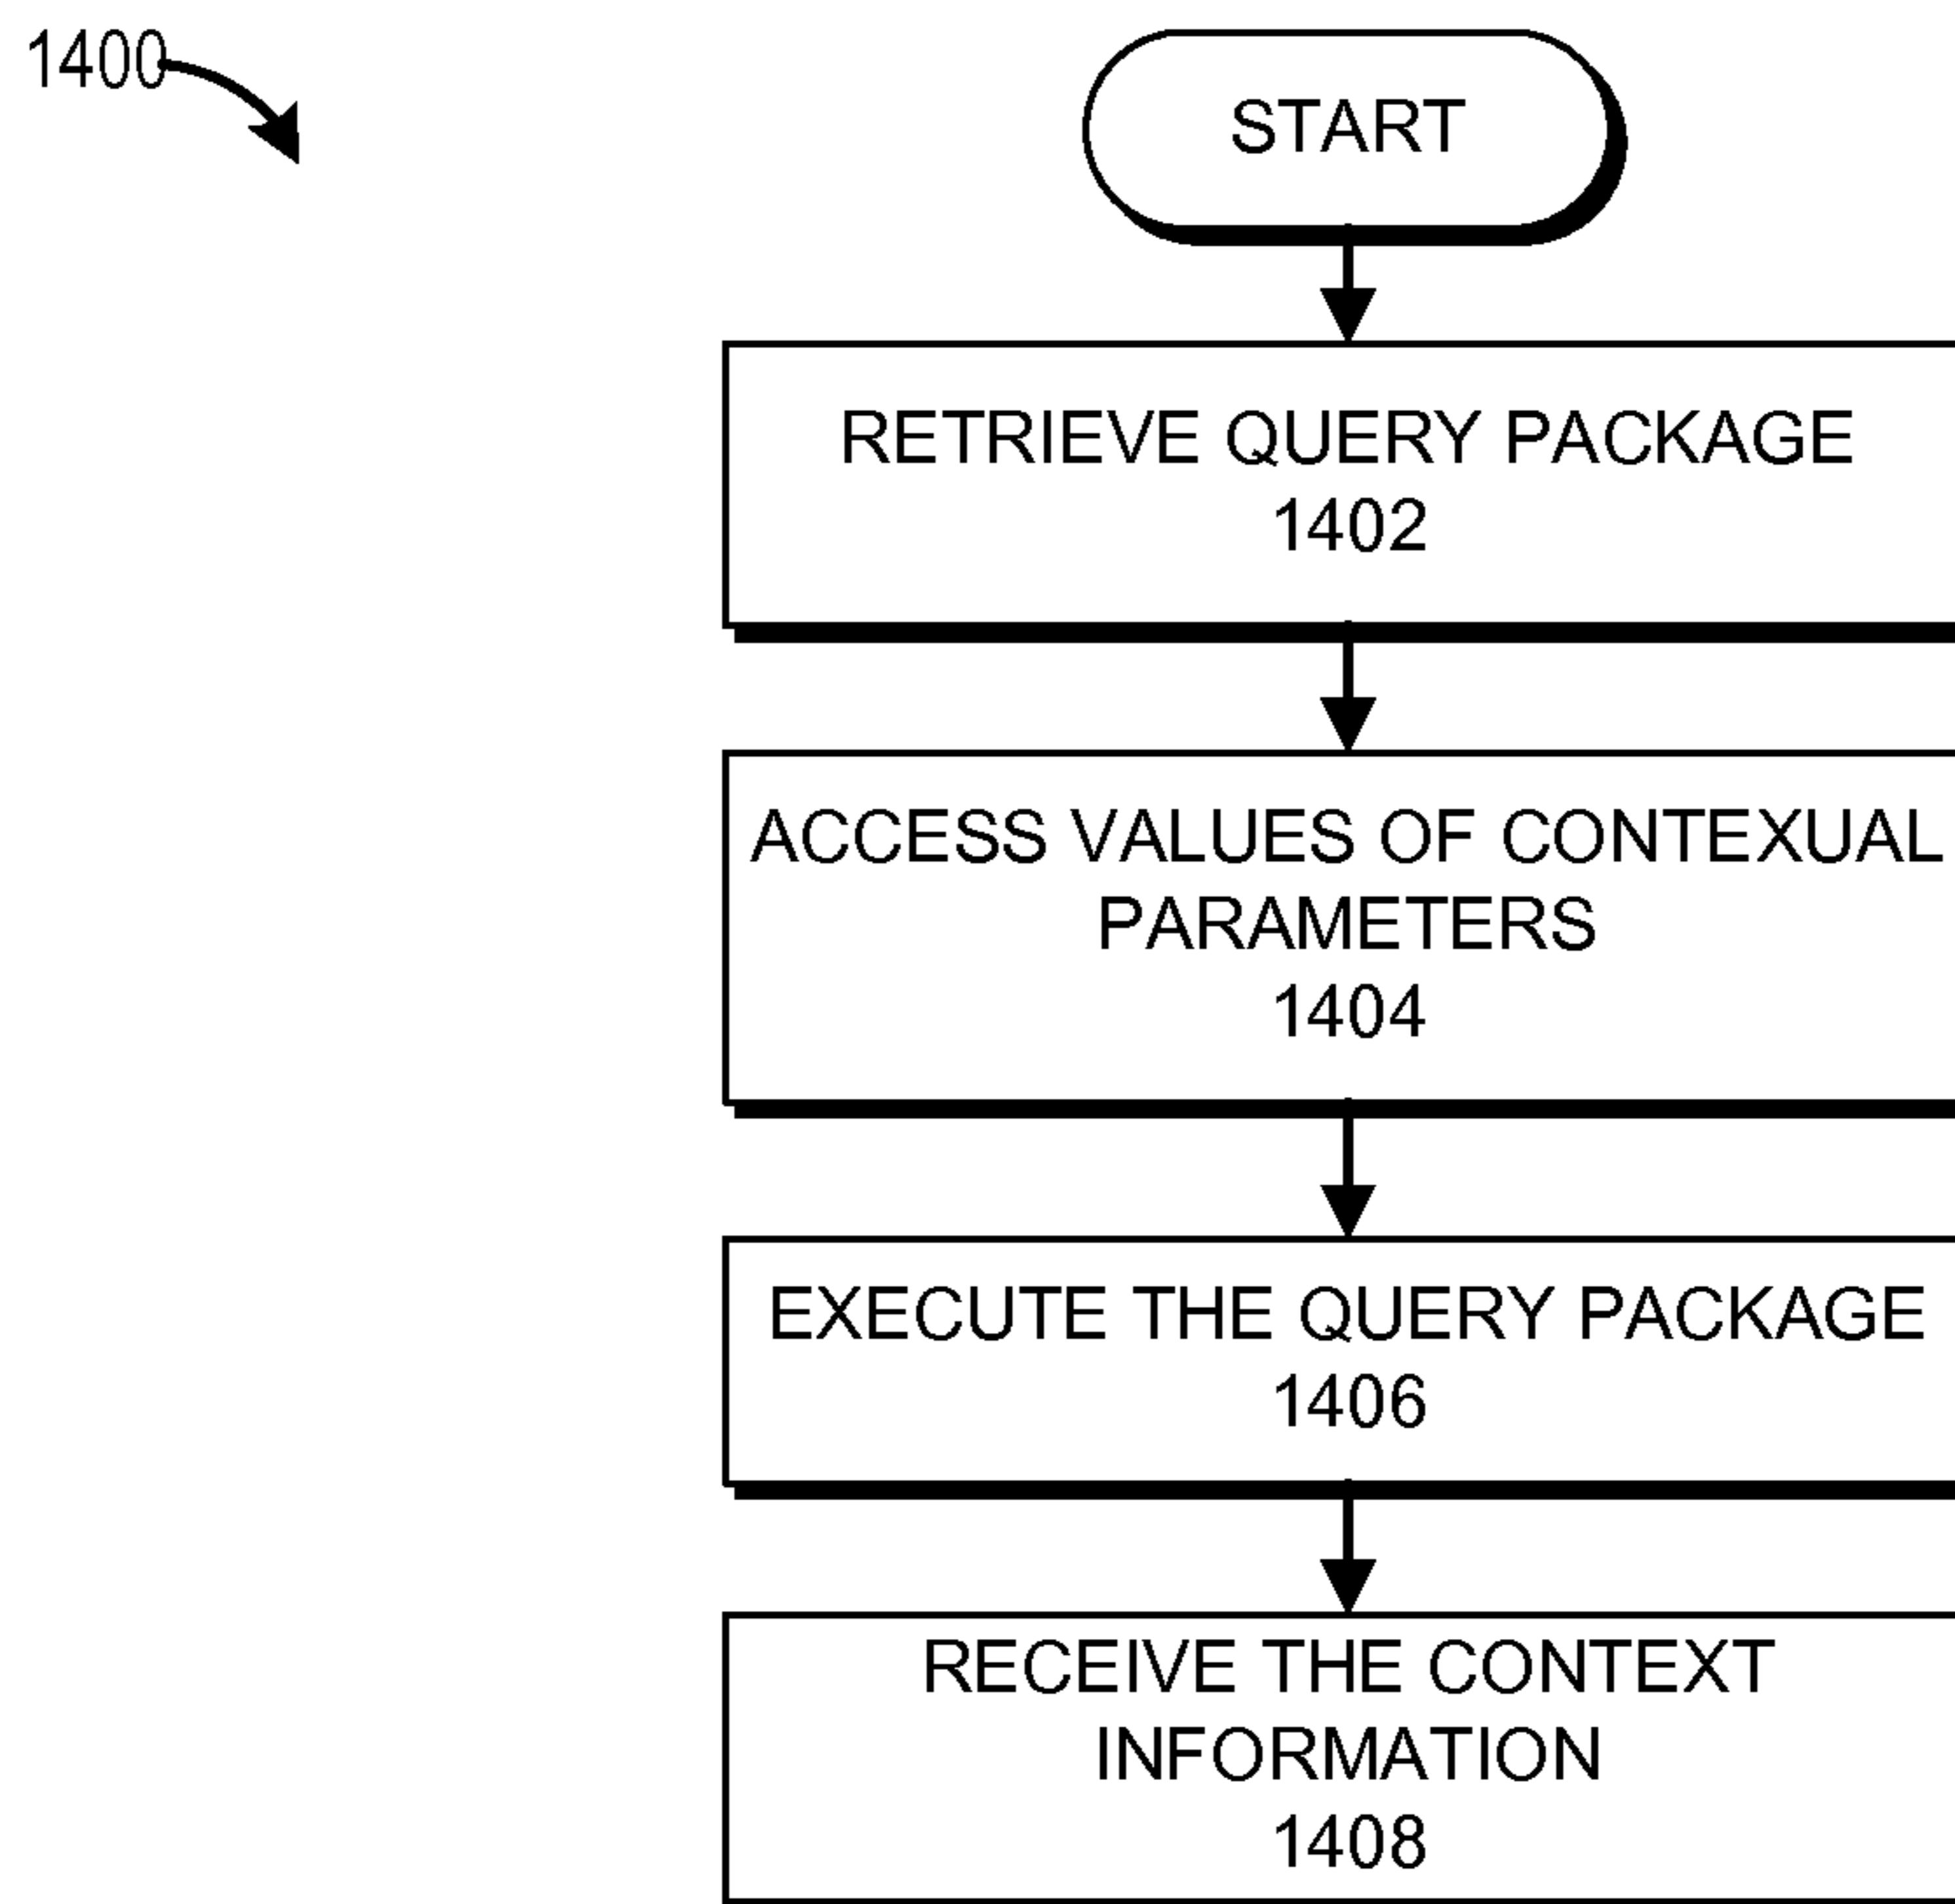 1400
START
RETRIEVE QUERY PACKAGE
1402
ACCESS VALUES OF CONTEXUAL
PARAMETERS
1404
EXECUTE THE QUERY PACKAGE
1406
RECEIVE THE CONTEXT
INFORMATION
1408